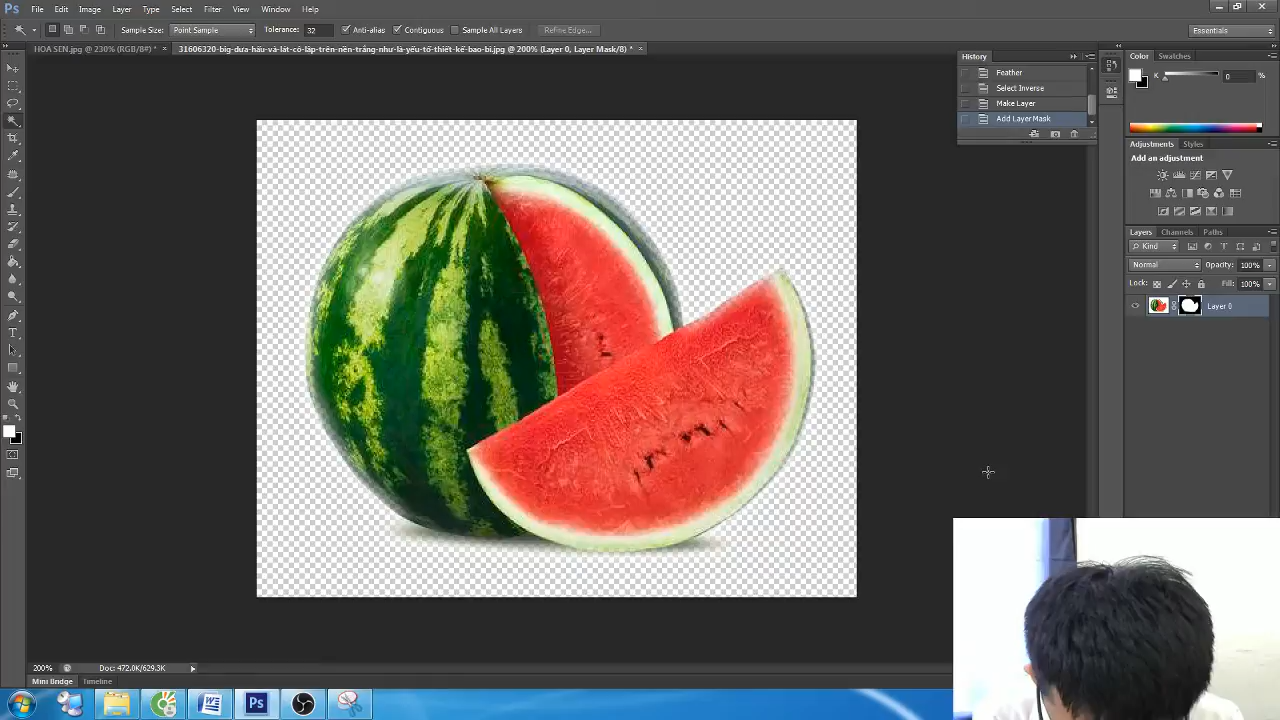 Ps File Edit Image Layer Type Select Filter View Window Help
Sample Size: Point Sample Tolerance: 32 Anti-alias Contiguous Sample All Layers Refine Edge... Essentials
HOA SEN.jpg @ 230% (RGB/8#) * × 31606320-big-dưa-hấu-và-lát-cô-lập-trên-nền-trắng-như-là-yếu-tố-thiết-kế-bao-bì.jpg @ 200% (Layer 0, Layer Mask/8) * ×
History
Feather
Select Inverse
Make Layer
Add Layer Mask
Color Swatches
K 0 %
Adjustments Styles
Add an adjustment
Layers Channels Paths
Kind
Normal Opacity: 100%
Lock: Fill: 100%
Layer 0
200% Doc: 472.0K/629.3K
Mini Bridge Timeline
Ps